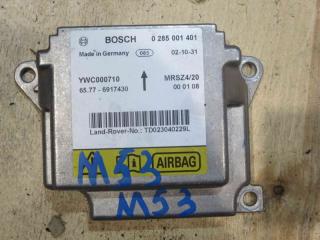 BOSCH 0 285 001 401
Made in Germany 003 02-10-31
YWC000710 MRSZ4/20
65.77 - 6917430 00 01 08
Land-Rover-No.: TD023040229L
AIRBAG
M53
M53